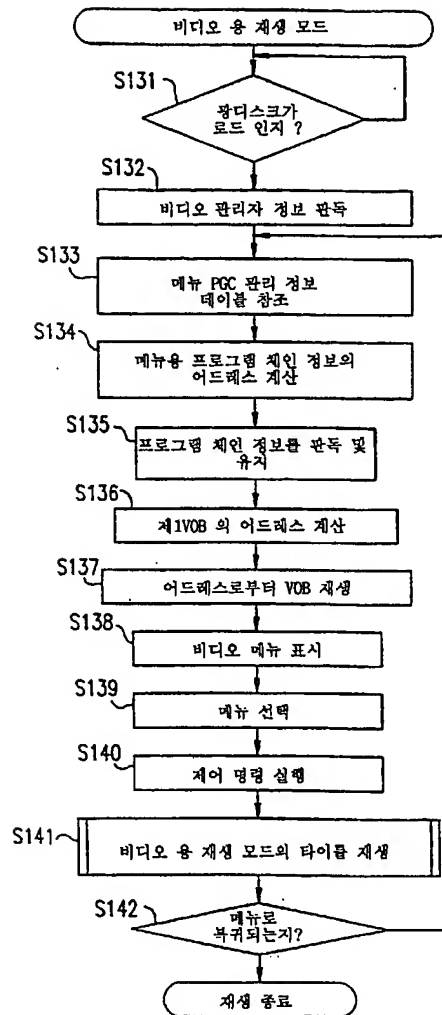 비디오 용 재생 모드
S131
광디스크가
로드 인지 ?
S132
비디오 관리자 정보 판독
S133
메뉴 PGC 관리 정보
테이블 참조
S134
메뉴용 프로그램 체인 정보의
어드레스 계산
S135
프로그램 체인 정보를 판독 및
유지
S136
제1VOB 의 어드레스 계산
S137
어드레스로부터 VOB 재생
S138
비디오 메뉴 표시
S139
메뉴 선택
S140
제어 명령 실행
S141
비디오 용 재생 모드의 타이틀 재생
S142
메뉴로
복귀되는지?
재생 종료